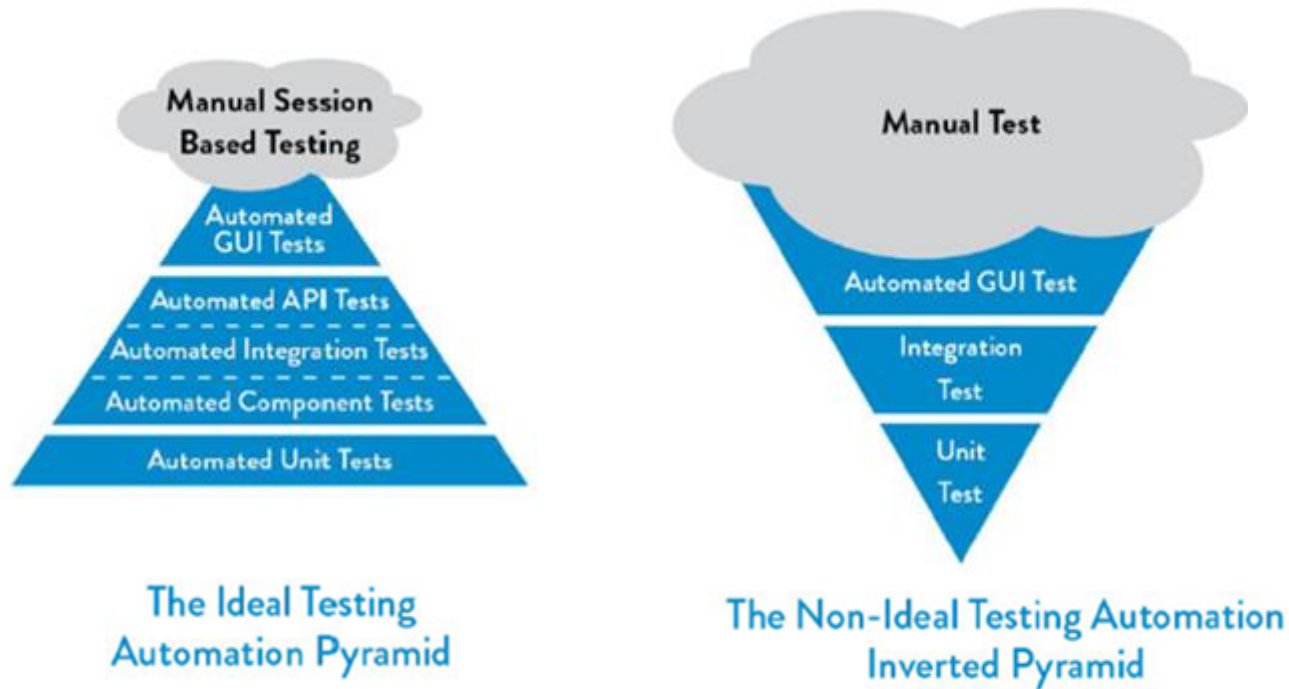 Manual Session
Based Testing
Automated
GUI Tests
Automated API Tests
Automated Integration Tests
Automated Component Tests
Automated Unit Tests
The Ideal Testing
Automation Pyramid
Manual Test
Automated GUI Test
Integration
Test
Unit
Test
The Non-Ideal Testing Automation
Inverted Pyramid